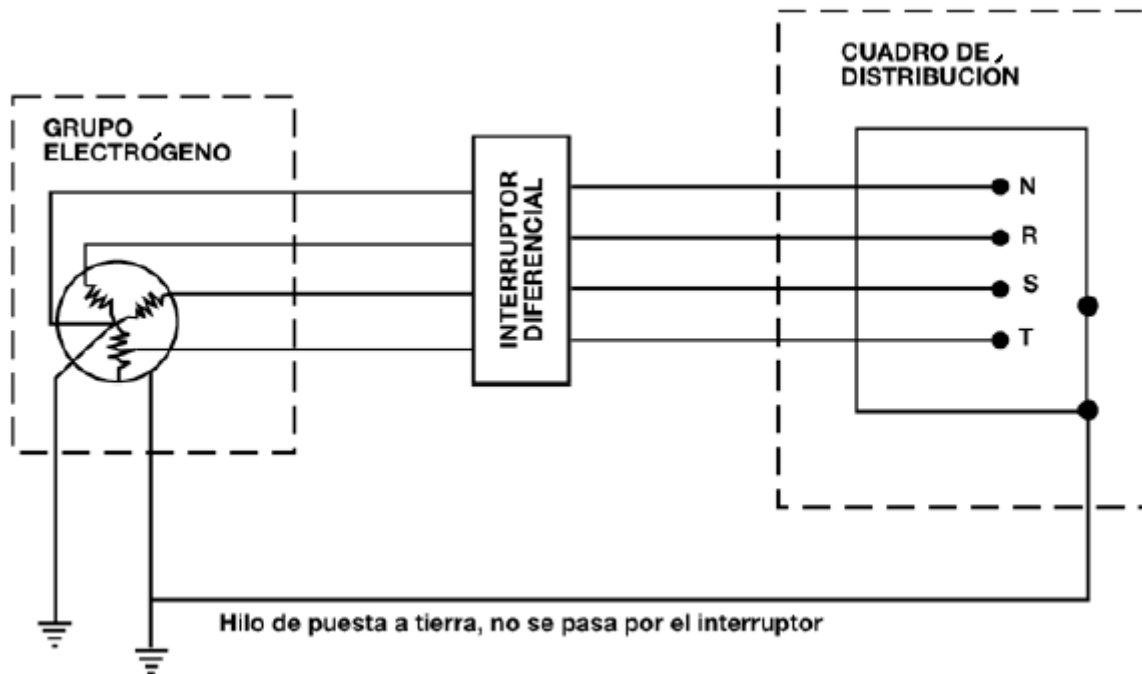 GRUPO
ELECTRÓGENO
INTERRUPTOR
DIFERENCIAL
CUADRO DE
DISTRIBUCIÓN
N
R
S
T
Hilo de puesta a tierra, no se pasa por el interruptor